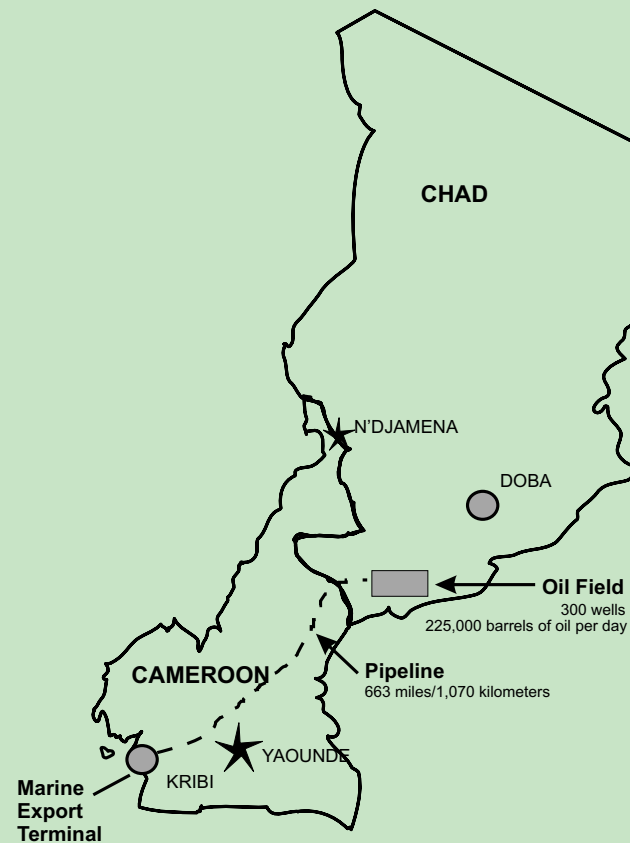 CHAD
N'DJAMENA
DOBA
Oil Field
300 wells
225,000 barrels of oil per day
CAMEROON
Pipeline
663 miles/1,070 kilometers
YAOUNDE
KRIBI
Marine
Export
Terminal